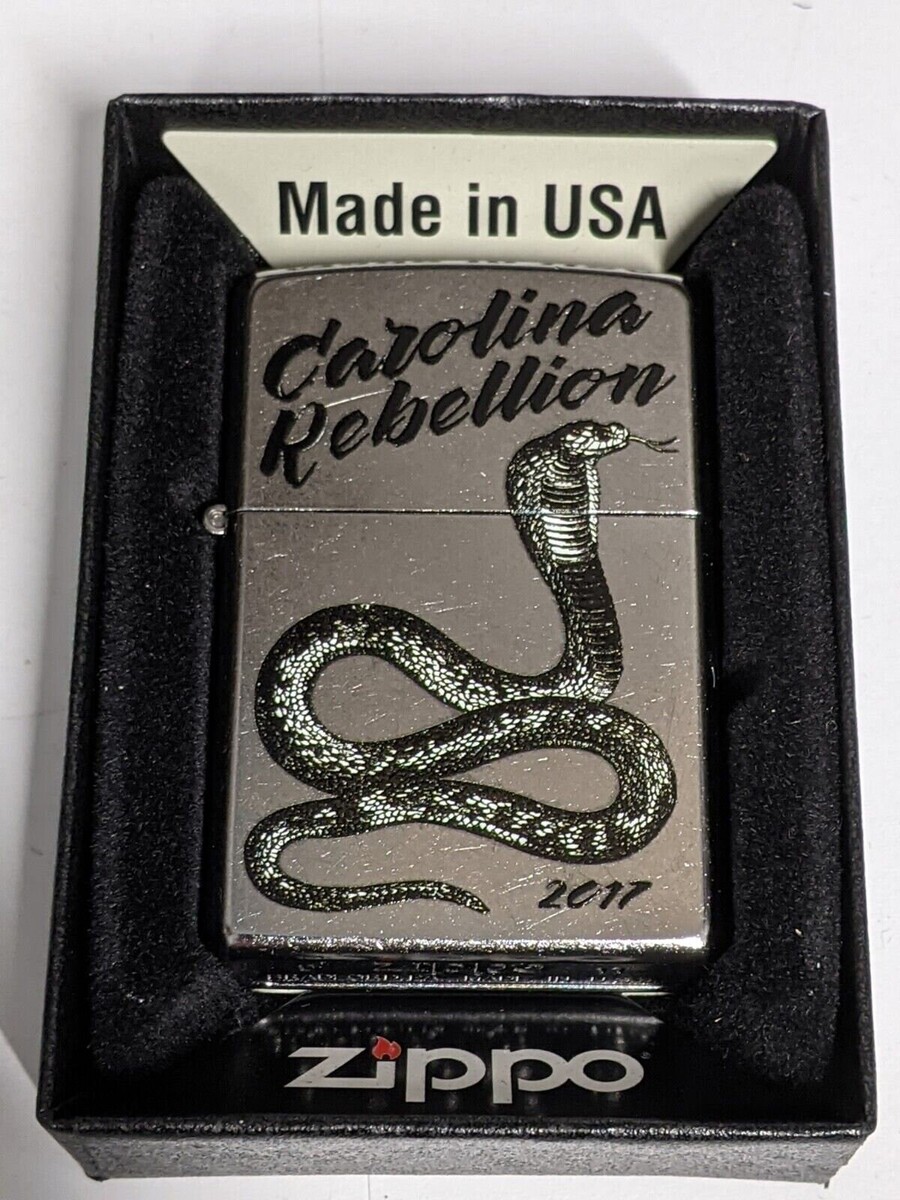 Made in USA
Carolina
Rebellion
2017
Zippo